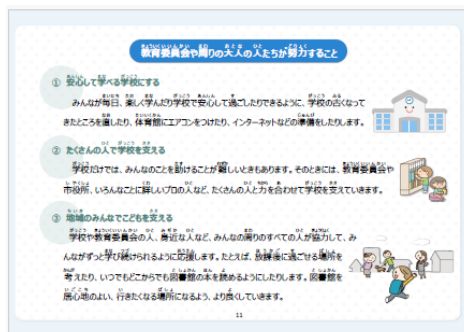 教育委員会や周りの大人の人たちが努力すること
① 安心して学べる学校にする
みんなが毎日、楽しく学んだり学校で安心して過ごしたりできるように、学校の古くなって
きたところを直したり、体育館にエアコンをつけたり、インターネットなどの準備をしたりします。
② たくさんの人で学校を支える
学校だけでは、みんなのことを助けることが難しいときもあります。そのときには、教育委員会や
市役所、いろんなことに詳しいプロの人など、たくさんの人と力を合わせて学校を支えていきます。
③ 地域のみんなでこどもを支える
学校や教育委員会の人、身近な人など、みんなの周りのすべての人が協力して、み
んながずっと学び続けられるように応援します。たとえば、放課後に過ごせる場所を
考えたり、いつでもどこからでも図書館の本を読めるようにしたりします。図書館を
居心地のよい、行きたくなる場所になるよう、より良くしていきます。
11